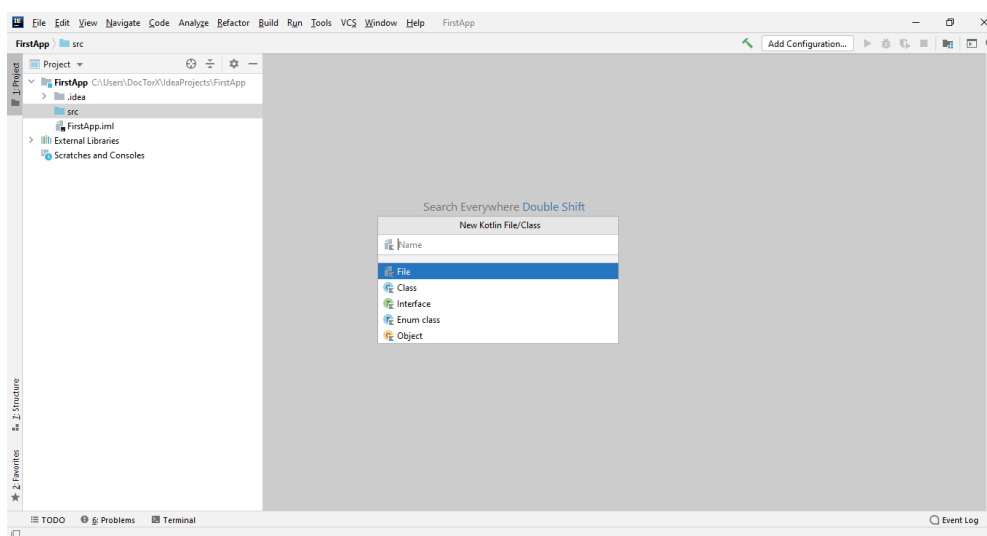 File Edit View Navigate Code Analyze Refactor Build Run Tools VCS Window Help FirstApp
FirstApp src
Add Configuration...
1: Project
Project
FirstApp C:\Users\DocTorX\IdeaProjects\FirstApp
.idea
src
FirstApp.iml
External Libraries
Scratches and Consoles
Search Everywhere Double Shift
New Kotlin File/Class
Name
File
Class
Interface
Enum class
Object
7: Structure
2: Favorites
TODO 6: Problems Terminal
Event Log